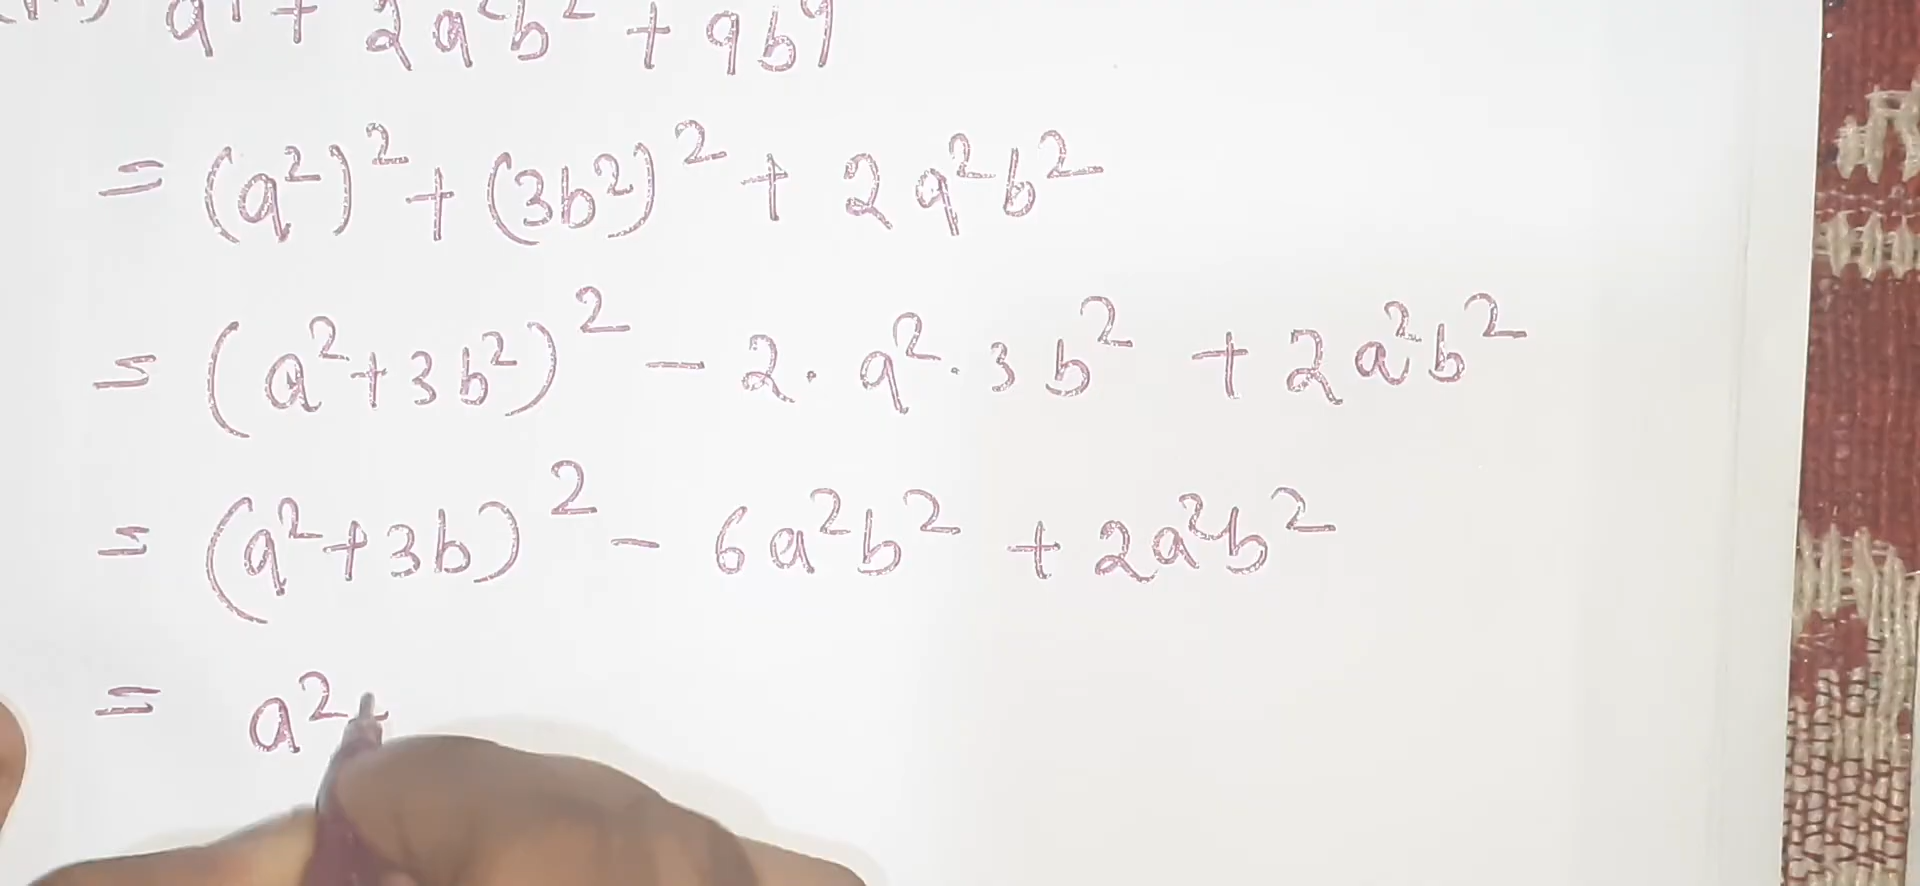 a⁴ + 2a²b² + 9b⁴
= (a²)² + (3b²)² + 2a²b²
= (a²+3b²)² - 2. a². 3b² + 2a²b²
= (a²+3b)² - 6a²b² + 2a²b²
= a² +